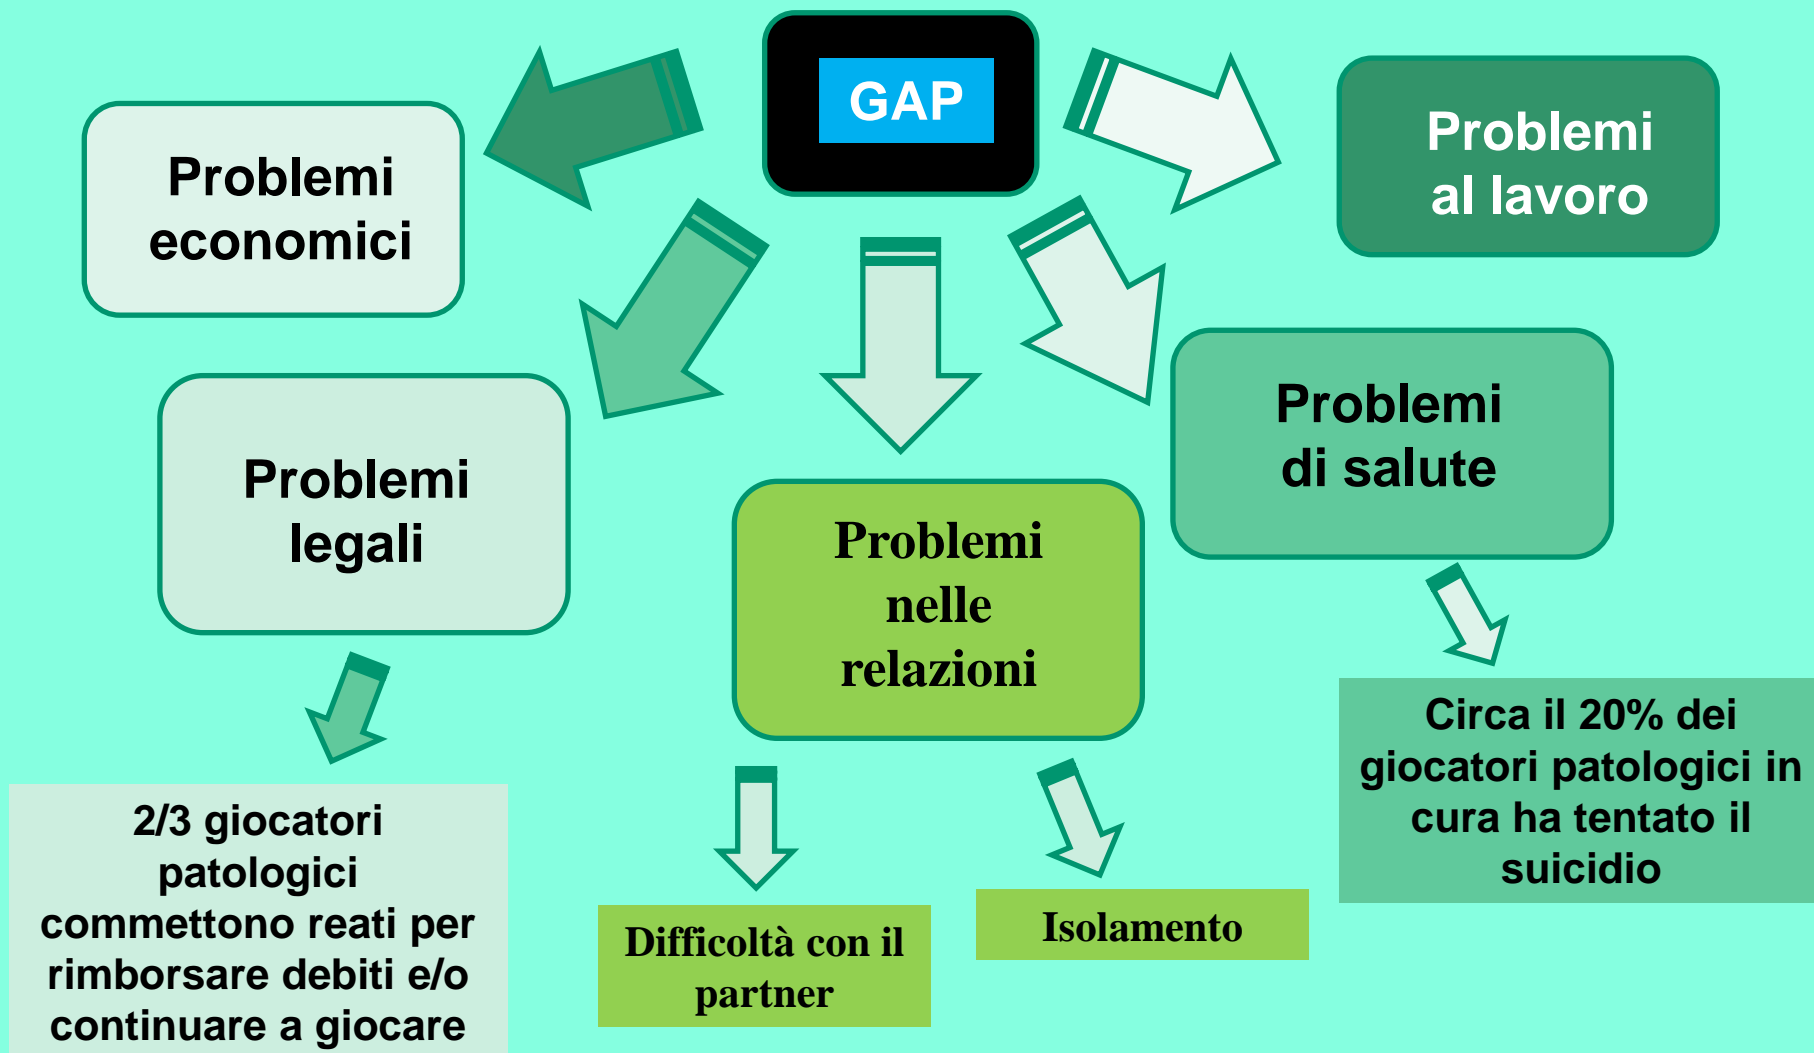 GAP
Problemi
economici
Problemi
al lavoro
Problemi
legali
Problemi
nelle
relazioni
Problemi
di salute
2/3 giocatori
patologici
commettono reati per
rimborsare debiti e/o
continuare a giocare
Difficoltà con il
partner
Isolamento
Circa il 20% dei
giocatori patologici in
cura ha tentato il
suicidio